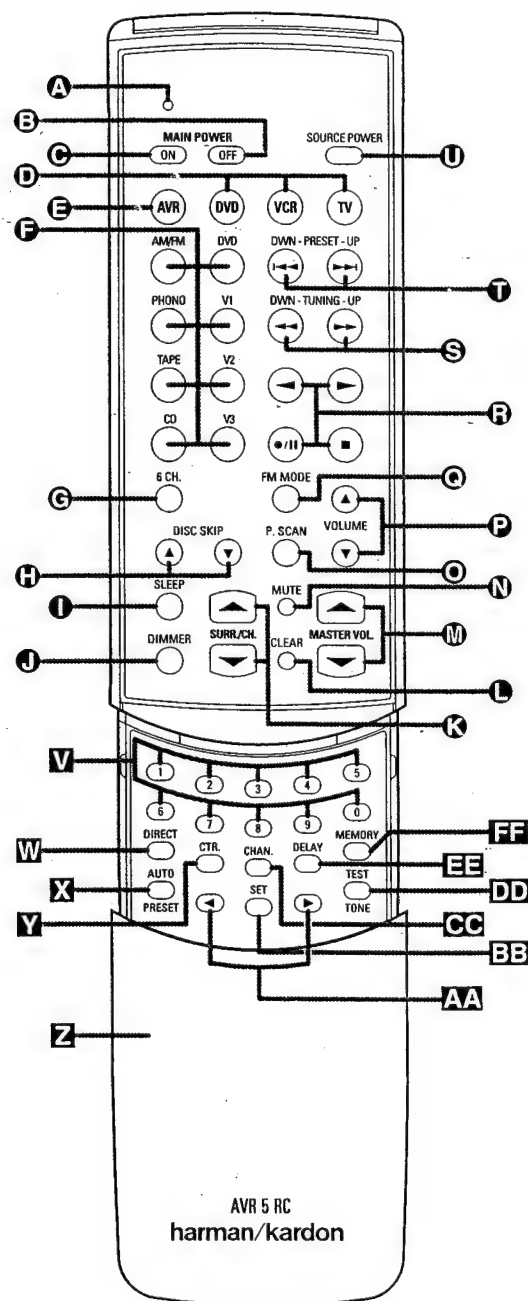 A
B
MAIN POWER SOURCE POWER
C ON OFF U
D
E AVR DVD VCR TV
F AM/FM DVD DWN - PRESET - UP
T
PHONO V1 DWN - TUNING - UP
S
TAPE V2
R
CD V3
6 CH. FM MODE Q
G
DISC SKIP P. SCAN VOLUME P
H O
SLEEP MUTE N
I
SURR./CH. MASTER VOL. M
DIMMER CLEAR
J L
K
V 1 2 3 4 5
6 7 8 9 0
DIRECT CTR. CHAN. DELAY MEMORY FF
W EE
AUTO SET TEST
X DD
PRESET TONE
Y CC
BB
AA
Z
AVR 5 RC
harman/kardon